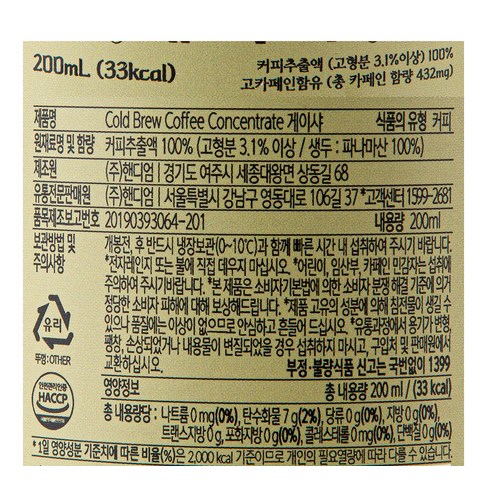 200mL (33kcal)
커피추출액 (고형분 3.1%이상) 100%
고카페인함유 (총 카페인 함량 432mg)
제품명 Cold Brew Coffee Concentrate 게이샤 식품의 유형 커피
원재료명 및 함량 커피추출액 100% (고형분 3.1% 이상 / 생두 : 파나마산 100%)
제조원 (주)핸디엄 | 경기도 여주시 세종대왕면 상동길 68
유통전문판매원 (주)핸디엄 | 서울특별시 강남구 영동대로 106길 37 *고객센터 1599-2681
품목제조보고번호 20190393064-201 내용량 200ml
보관방법 및 주의사항 개봉전, 후 반드시 냉장보관(0~10℃)과 함께 빠른 시간 내 섭취하여 주시기 바랍니다.
*전자레인지 또는 불에 직접 데우지 마십시오. *어린이, 임산부, 카페인 민감자는 섭취에
주의하여 주시기바랍니다. *본 제품은 소비자기본법에 의한 소비자 분쟁 해결 기준에 의거
정당한 소비자 피해에 대해 보상해드립니다. *제품 고유의 성분에 의해 침전물이 생길 수
있으나 품질에는 이상이 없으므로 안심하고 흔들어 드십시오. *유통과정에서 용기가 변형,
팽창, 손상되었거나 내용물이 변질되었을 경우 섭취하지 마시고, 구입처 및 판매원에서
교환하십시오. 부정·불량식품 신고는 국번없이 1399
유리
뚜껑: OTHER
안전관리인증
HACCP
영양정보 총 내용량 200 ml / (33 kcal)
총 내용량당 : 나트륨 0 mg(0%), 탄수화물 7 g(2%), 당류 0 g(0%), 지방 0 g(0%),
트랜스지방 0 g, 포화지방 0 g(0%), 콜레스테롤 0 mg(0%), 단백질 0 g(0%)
* 1일 영양성분 기준치에 따른 비율(%)은 2,000 kcal 기준이므로 개인의 필요열량에 따라 다를 수 있습니다.